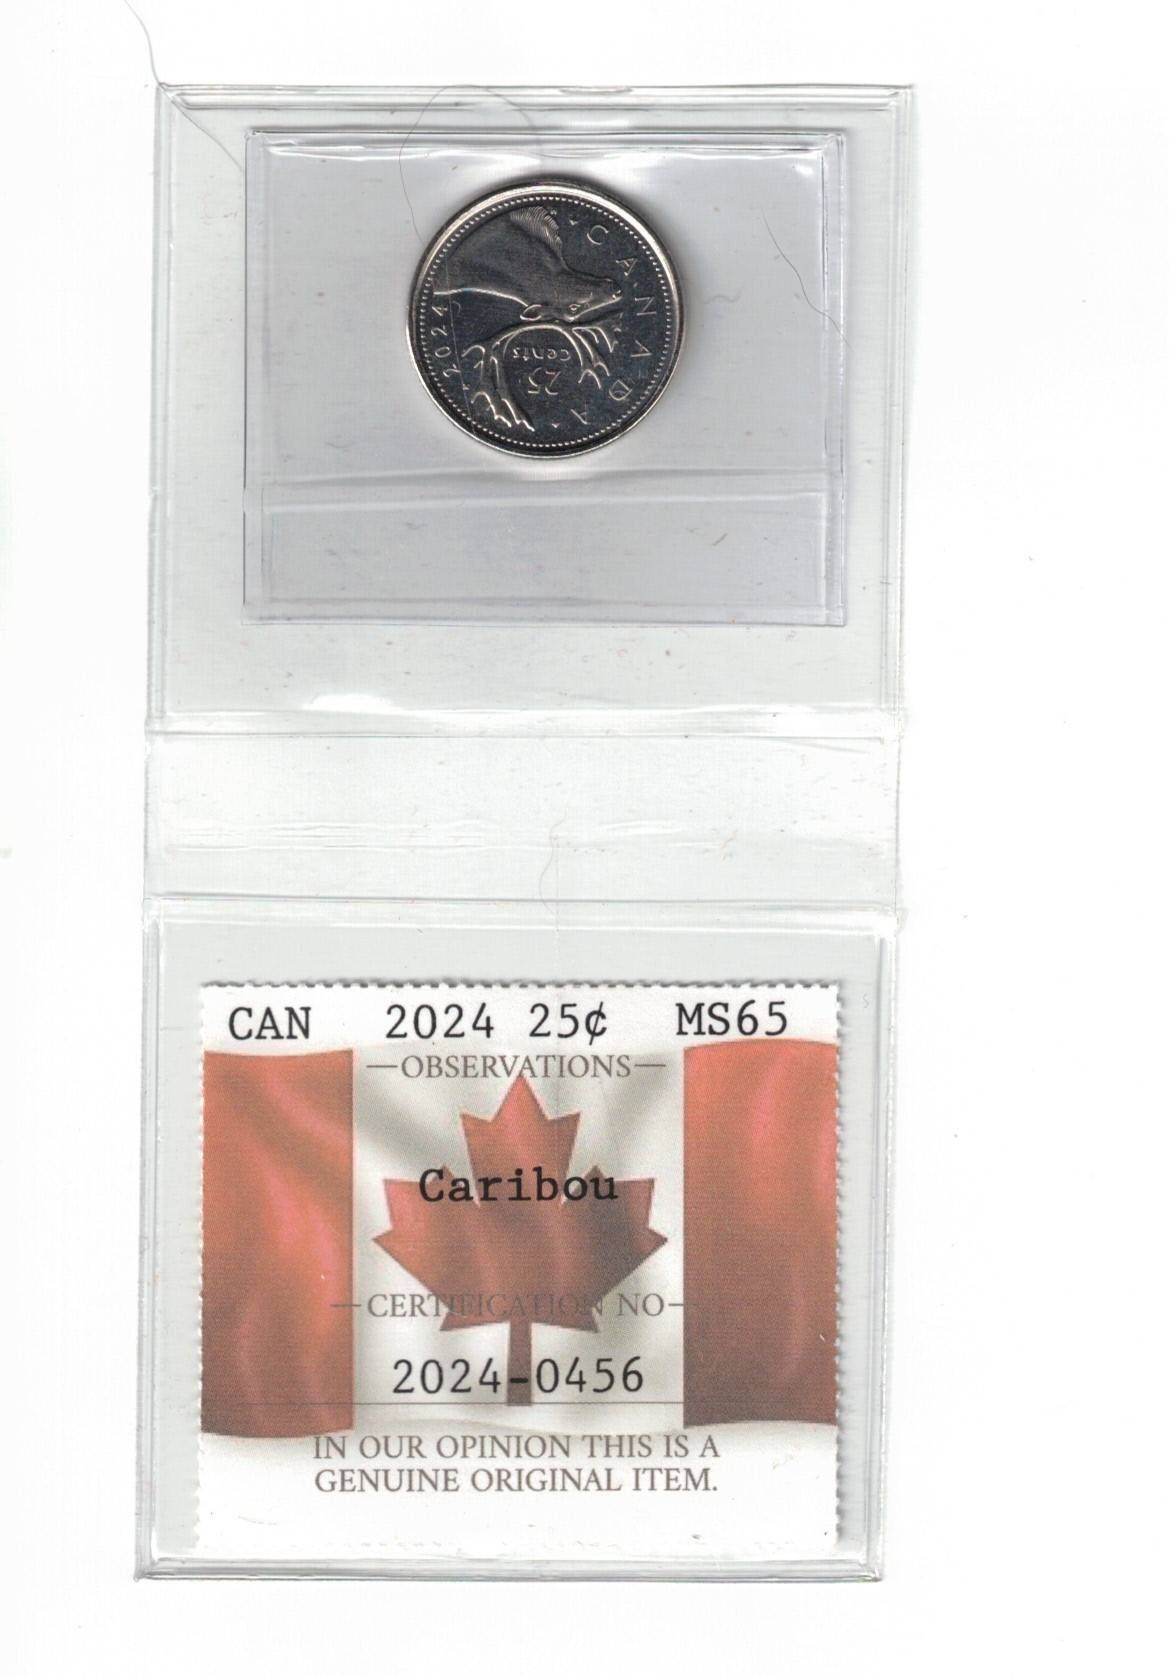 CANADA
25
cents
2024
CAN 2024 25¢ MS65
OBSERVATIONS
Caribou
CERTIFICATION NO
2024-0456
IN OUR OPINION THIS IS A
GENUINE ORIGINAL ITEM.